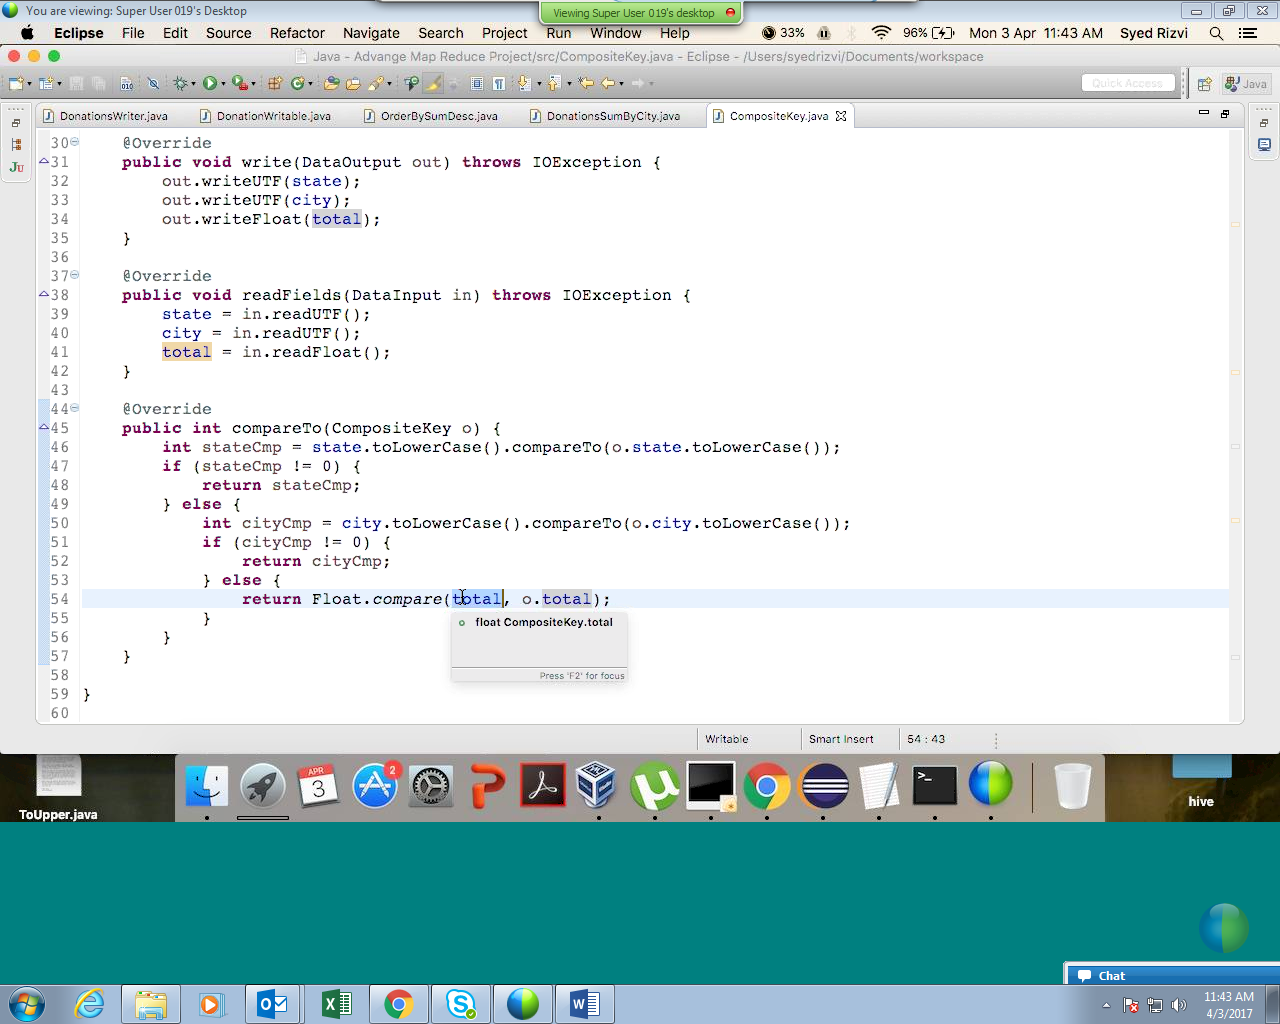 You are viewing: Super User 019's Desktop
Viewing Super User 019's desktop
Eclipse File Edit Source Refactor Navigate Search Project Run Window Help
33% 96% Mon 3 Apr 11:43 AM Syed Rizvi
Java - Advange Map Reduce Project/src/CompositeKey.java - Eclipse - /Users/syedrizvi/Documents/workspace
Quick Access
Java
DonationsWriter.java DonationWritable.java OrderBySumDesc.java DonationsSumByCity.java CompositeKey.java
30 @Override
31 public void write(DataOutput out) throws IOException {
32 out.writeUTF(state);
33 out.writeUTF(city);
34 out.writeFloat(total);
35 }
36
37 @Override
38 public void readFields(DataInput in) throws IOException {
39 state = in.readUTF();
40 city = in.readUTF();
41 total = in.readFloat();
42 }
43
44 @Override
45 public int compareTo(CompositeKey o) {
46 int stateCmp = state.toLowerCase().compareTo(o.state.toLowerCase());
47 if (stateCmp != 0) {
48 return stateCmp;
49 } else {
50 int cityCmp = city.toLowerCase().compareTo(o.city.toLowerCase());
51 if (cityCmp != 0) {
52 return cityCmp;
53 } else {
54 return Float.compare(total, o.total);
55 }
56 }
57 }
58
59 }
60
float CompositeKey.total
Press 'F2' for focus
Writable Smart Insert 54 : 43
APR
3
2
ToUpper.java
hive
Chat
11:43 AM
4/3/2017